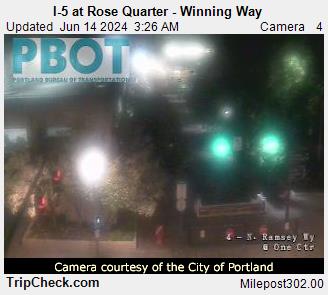 I-5 at Rose Quarter - Winning Way
Updated Jun 14 2024 3:26 AM Camera 4
PBOT
PORTLAND BUREAU OF TRANSPORTATION
4 - N. Ramsey Wy
@ One Ctr
Camera courtesy of the City of Portland
TripCheck.com Milepost302.00